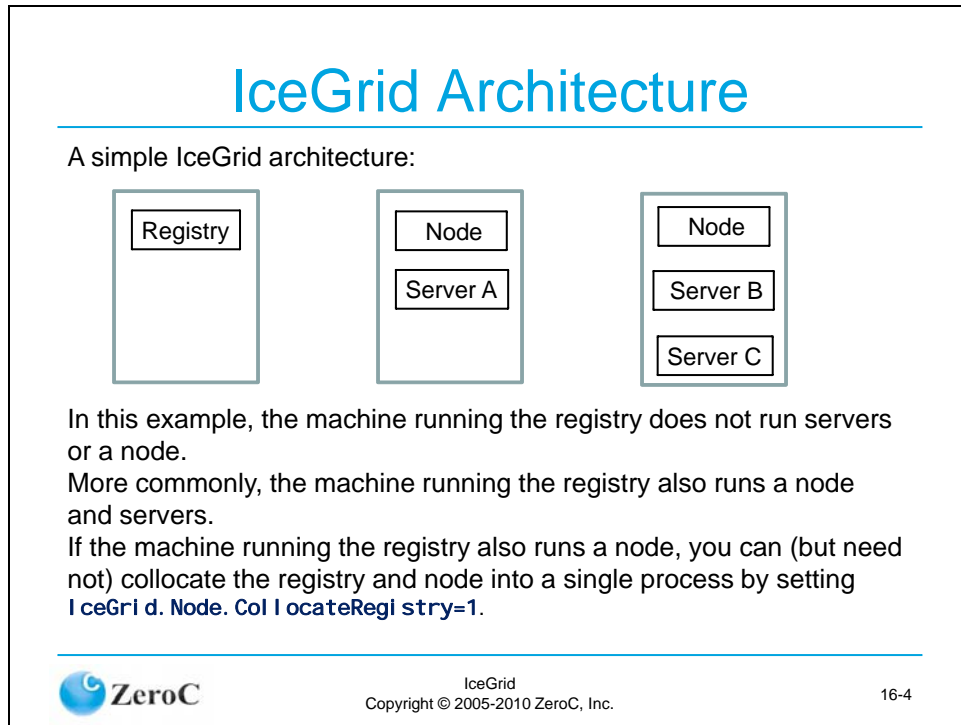 IceGrid Architecture
A simple IceGrid architecture:
Registry
Node
Server A
Node
Server B
Server C
In this example, the machine running the registry does not run servers
or a node.
More commonly, the machine running the registry also runs a node
and servers.
If the machine running the registry also runs a node, you can (but need
not) collocate the registry and node into a single process by setting
IceGrid.Node.CollocateRegistry=1.
ZeroC
IceGrid
Copyright © 2005-2010 ZeroC, Inc.
16-4